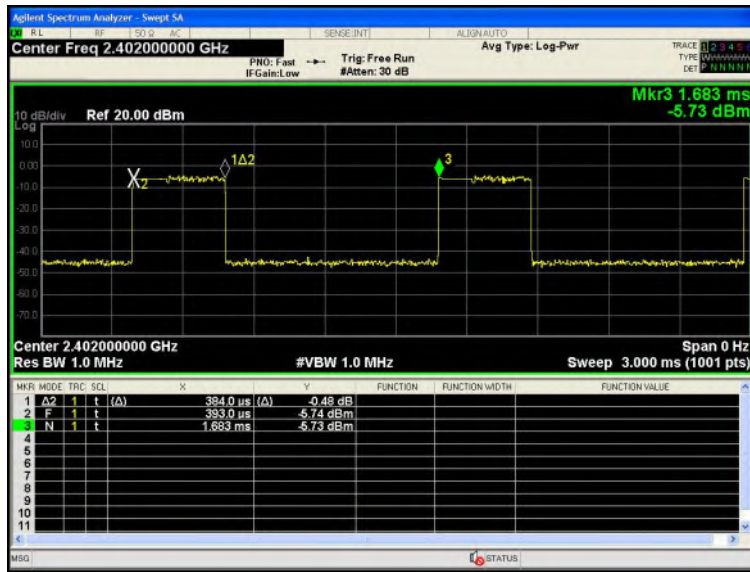 Agilent Spectrum Analyzer - Swept SA
RL RF 50 Ω AC SENSE:INT ALIGNAUTO
Center Freq 2.402000000 GHz Avg Type: Log-Pwr TRACE 1 2 3 4 5
PNO: Fast Trig: Free Run TYPE
IFGain:Low #Atten: 30 dB DET P N N N N
Mkr3 1.683 ms
10 dB/div Ref 20.00 dBm -5.73 dBm
Log
10.0
0.00
-10.0
-20.0
-30.0
-40.0
-50.0
-60.0
-70.0
X2
1Δ2
3
Center 2.402000000 GHz Span 0 Hz
Res BW 1.0 MHz #VBW 1.0 MHz Sweep 3.000 ms (1001 pts)
MKR MODE TRC SCL X Y FUNCTION FUNCTION WIDTH FUNCTION VALUE
1 Δ2 1 t (Δ) 384.0 µs (Δ) -0.48 dB
2 F 1 t 393.0 µs -5.74 dBm
3 N 1 t 1.683 ms -5.73 dBm
4
5
6
7
8
9
10
11
MSG STATUS